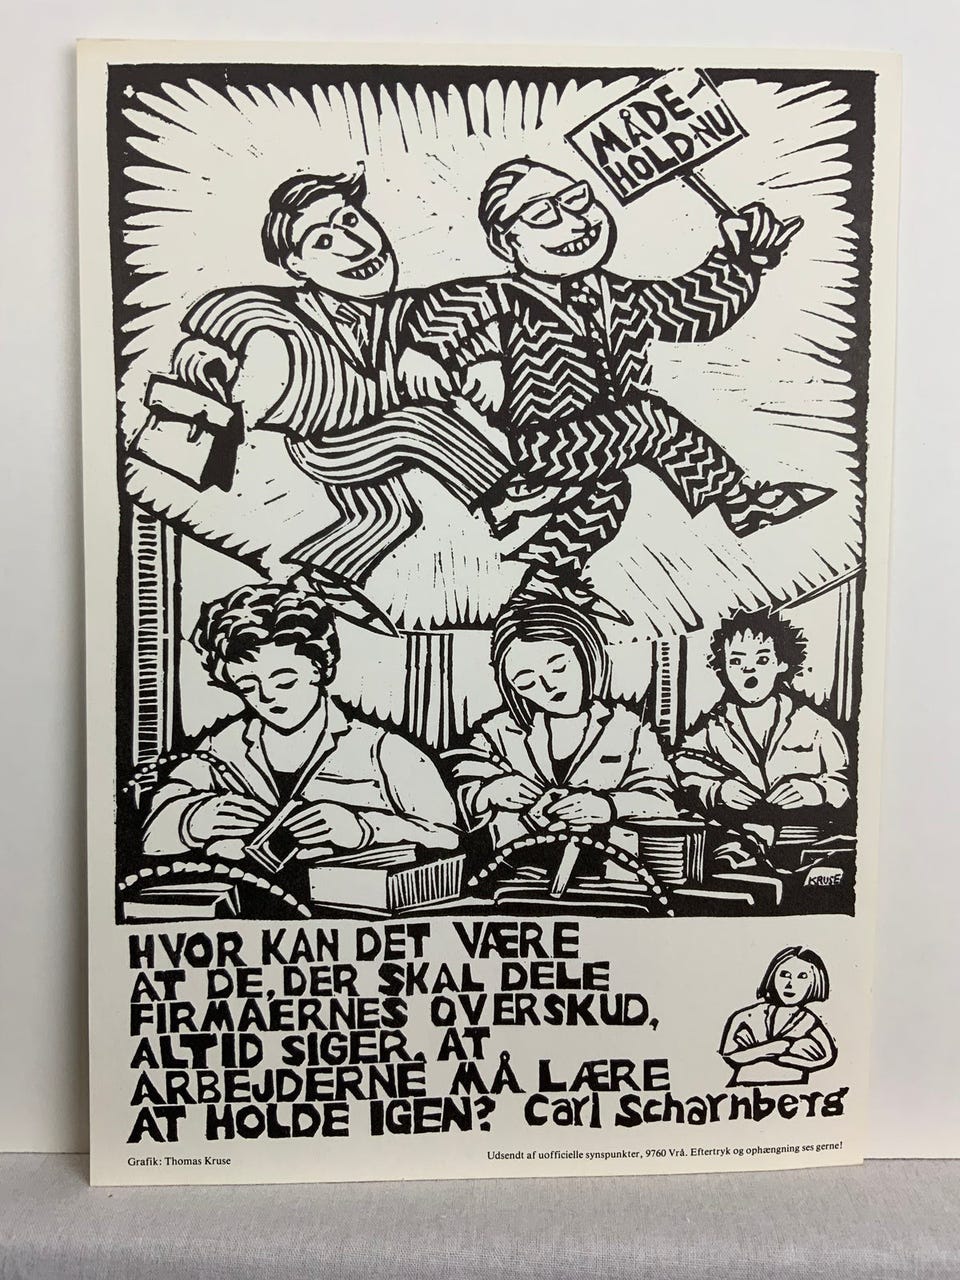 MÅDE-
HOLD NU
KRUSE
HVOR KAN DET VÆRE
AT DE, DER SKAL DELE
FIRMAERNES OVERSKUD,
ALTID SIGER, AT
ARBEJDERNE MÅ LÆRE
AT HOLDE IGEN? Carl Scharnberg
Grafik: Thomas Kruse
Udsendt af uofficielle synspunkter, 9760 Vrå. Eftertryk og ophængning ses gerne!